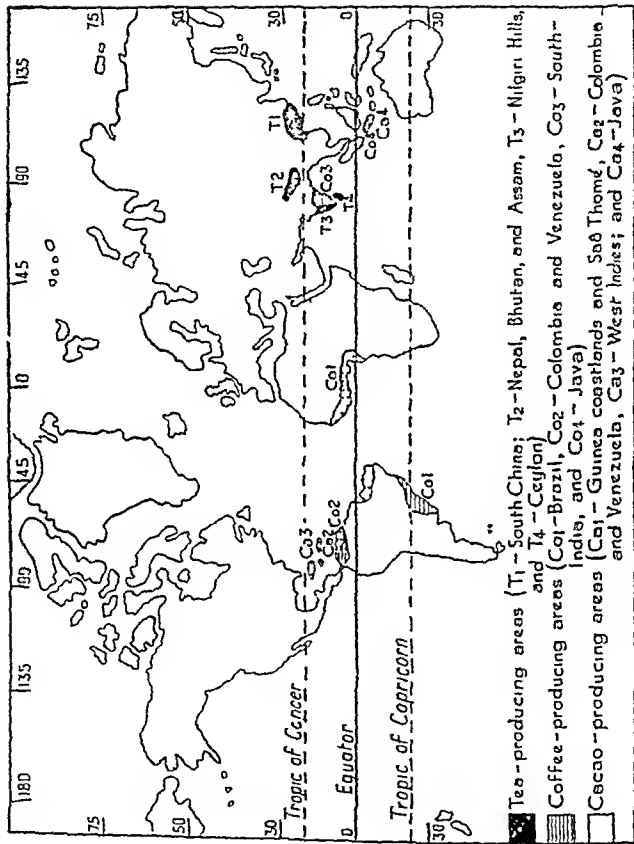 180 135 90 45 0 45 90 135
75 75
50 50
30 30
Tropic of Cancer
T1
T2
Ca3
T3
Co3
Ca2
Co2
Ca1
Equator
0 0
Co4
Ca4
Tropic of Capricorn
Co1
30 30
Tea-producing areas (T1-South China; T2-Nepal, Bhutan, and Assam, T3-Nilgiri Hills,
and T4-Ceylon)
Coffee-producing areas (Co1-Brazil, Co2-Colombia and Venezuela, Co3-South-
India, and Co4-Java)
Cacao-producing areas (Ca1-Guinea coastlands and Saõ Thomé, Ca2-Colombia
and Venezuela, Ca3-West Indies; and Ca4-Java)